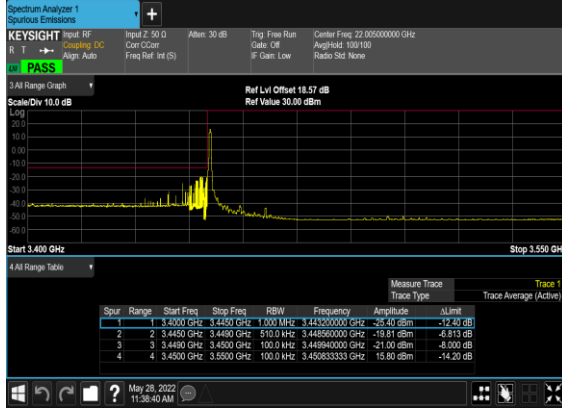 Spectrum Analyzer 1
Spurious Emissions
+
KEYSIGHT Input: RF Input Z: 50 Ω Atten: 30 dB Trig: Free Run Center Freq: 22.005000000 GHz
R T Coupling: DC Corr CCorr Gate: Off Avg|Hold: 100/100
Align: Auto Freq Ref: Int (S) IF Gain: Low Radio Std: None
LXI PASS
3 All Range Graph
Ref Lvl Offset 18.57 dB
Scale/Div 10.0 dB Ref Value 30.00 dBm
Log
20.0
10.0
0.00
-10.0
-20.0
-30.0
-40.0
-50.0
-60.0
Start 3.400 GHz Stop 3.550 GH
4 All Range Table
Measure Trace Trace 1
Trace Type Trace Average (Active)
Spur Range Start Freq Stop Freq RBW Frequency Amplitude ΔLimit
1 1 3.4000 GHz 3.4450 GHz 1.000 MHz 3.443200000 GHz -25.40 dBm -12.40 dB
2 2 3.4450 GHz 3.4490 GHz 510.0 kHz 3.448560000 GHz -19.81 dBm -6.813 dB
3 3 3.4490 GHz 3.4500 GHz 100.0 kHz 3.449940000 GHz -21.00 dBm -8.000 dB
4 4 3.4500 GHz 3.5500 GHz 100.0 kHz 3.450833333 GHz 15.80 dBm -14.20 dB
?
May 28, 2022
11:38:40 AM